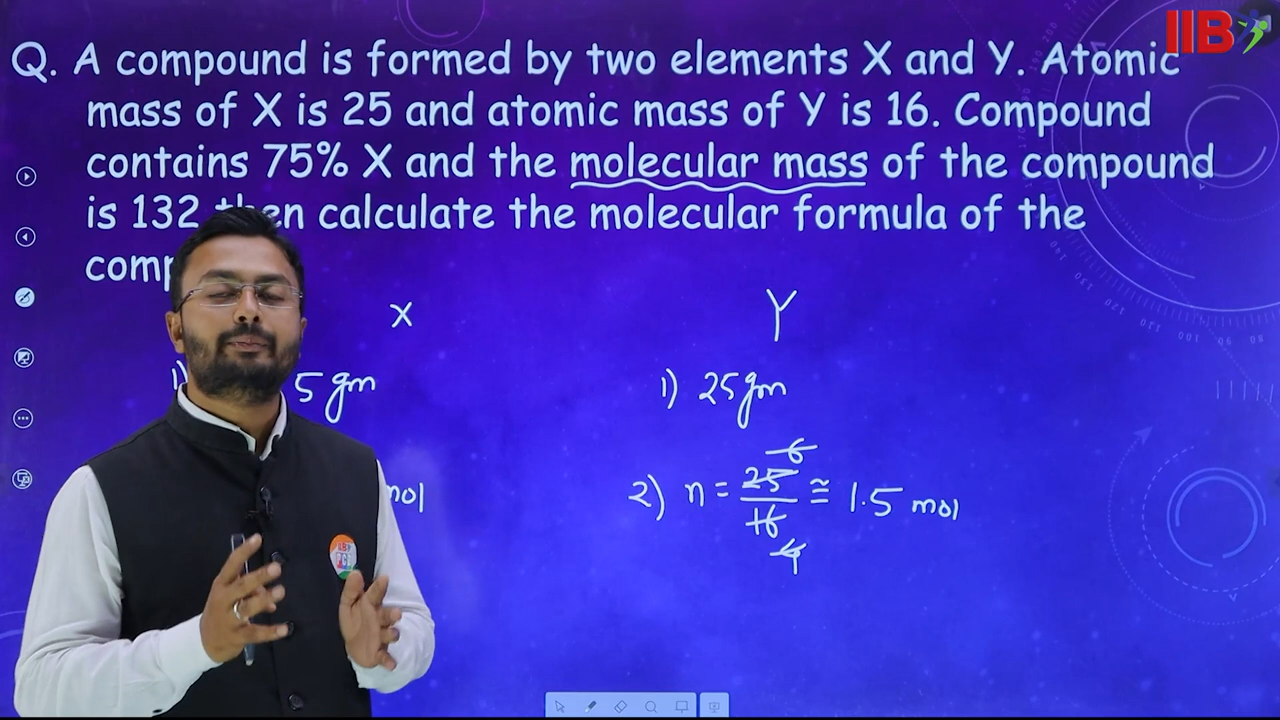 IIB
Q. A compound is formed by two elements X and Y. Atomic
mass of X is 25 and atomic mass of Y is 16. Compound
contains 75% X and the molecular mass of the compound
is 132 then calculate the molecular formula of the
comp
X Y
1) 5 gm 1) 25 gm
mol 2) n = 25 6 / 16 4 ≅ 1.5 mol